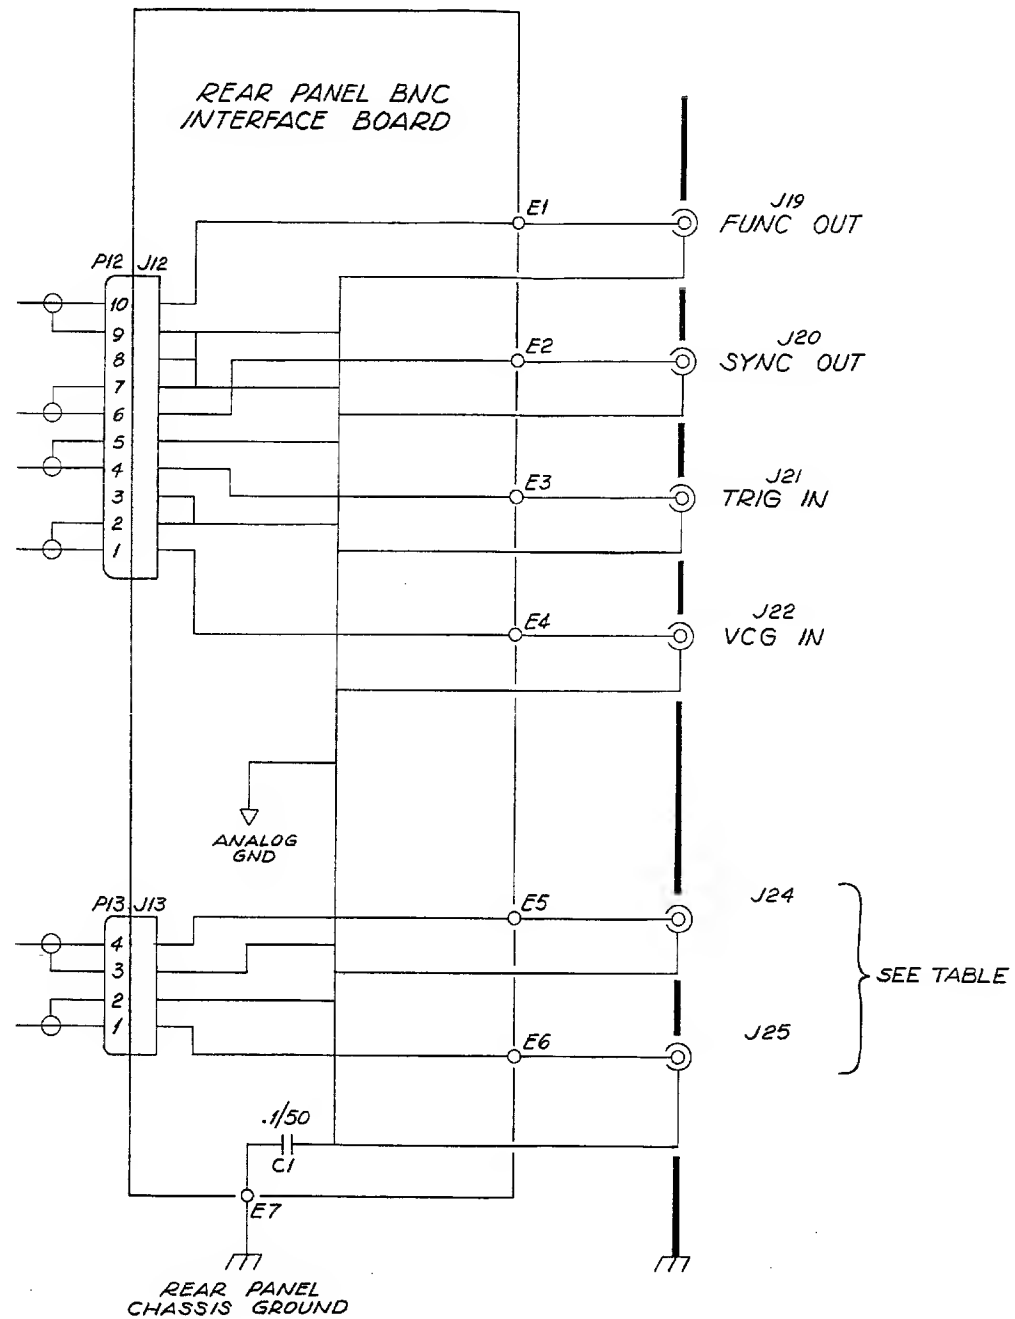 REAR PANEL BNC
INTERFACE BOARD
E1
J19
FUNC OUT
P12 J12
10
9
8
7
6
5
4
3
2
1
E2
J20
SYNC OUT
E3
J21
TRIG IN
E4
J22
VCG IN
ANALOG
GND
P13 J13
4
3
2
1
E5
J24
SEE TABLE
E6
J25
.1/50
C1
E7
REAR PANEL
CHASSIS GROUND